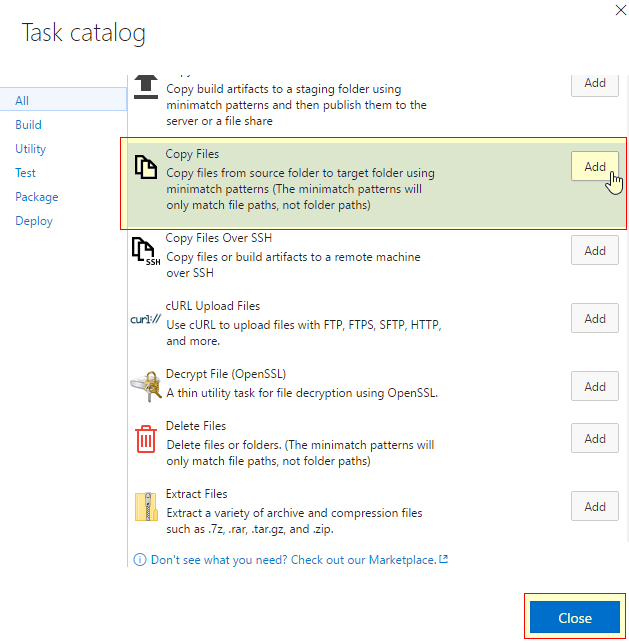 Task catalog
All
Build
Utility
Test
Package
Deploy
Copy build artifacts to a staging folder using
minimatch patterns and then publish them to the
server or a file share
Add
Copy Files
Copy files from source folder to target folder using
minimatch patterns (The minimatch patterns will
only match file paths, not folder paths)
Add
SSH
Copy Files Over SSH
Copy files or build artifacts to a remote machine
over SSH
Add
curl://
cURL Upload Files
Use cURL to upload files with FTP, FTPS, SFTP, HTTP,
and more.
Add
Decrypt File (OpenSSL)
A thin utility task for file decryption using OpenSSL.
Add
Delete Files
Delete files or folders. (The minimatch patterns will
only match file paths, not folder paths)
Add
Extract Files
Extract a variety of archive and compression files
such as .7z, .rar, .tar.gz, and .zip.
Add
Don't see what you need? Check out our Marketplace.
Close